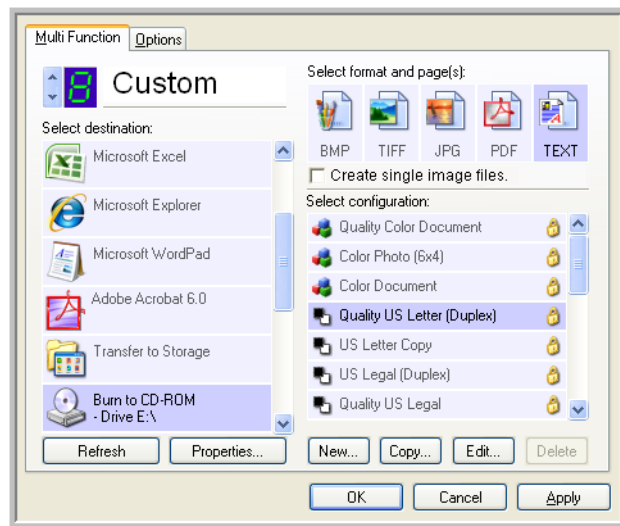 Multi Function
Options
8
Custom
Select destination:
Microsoft Excel
Microsoft Explorer
Microsoft WordPad
Adobe Acrobat 6.0
Transfer to Storage
Burn to CD-ROM
- Drive E:\
Refresh
Properties...
Select format and page(s):
BMP TIFF JPG PDF TEXT
Create single image files.
Select configuration:
Quality Color Document
Color Photo (6x4)
Color Document
Quality US Letter (Duplex)
US Letter Copy
US Legal (Duplex)
Quality US Legal
New... Copy... Edit... Delete
OK Cancel Apply